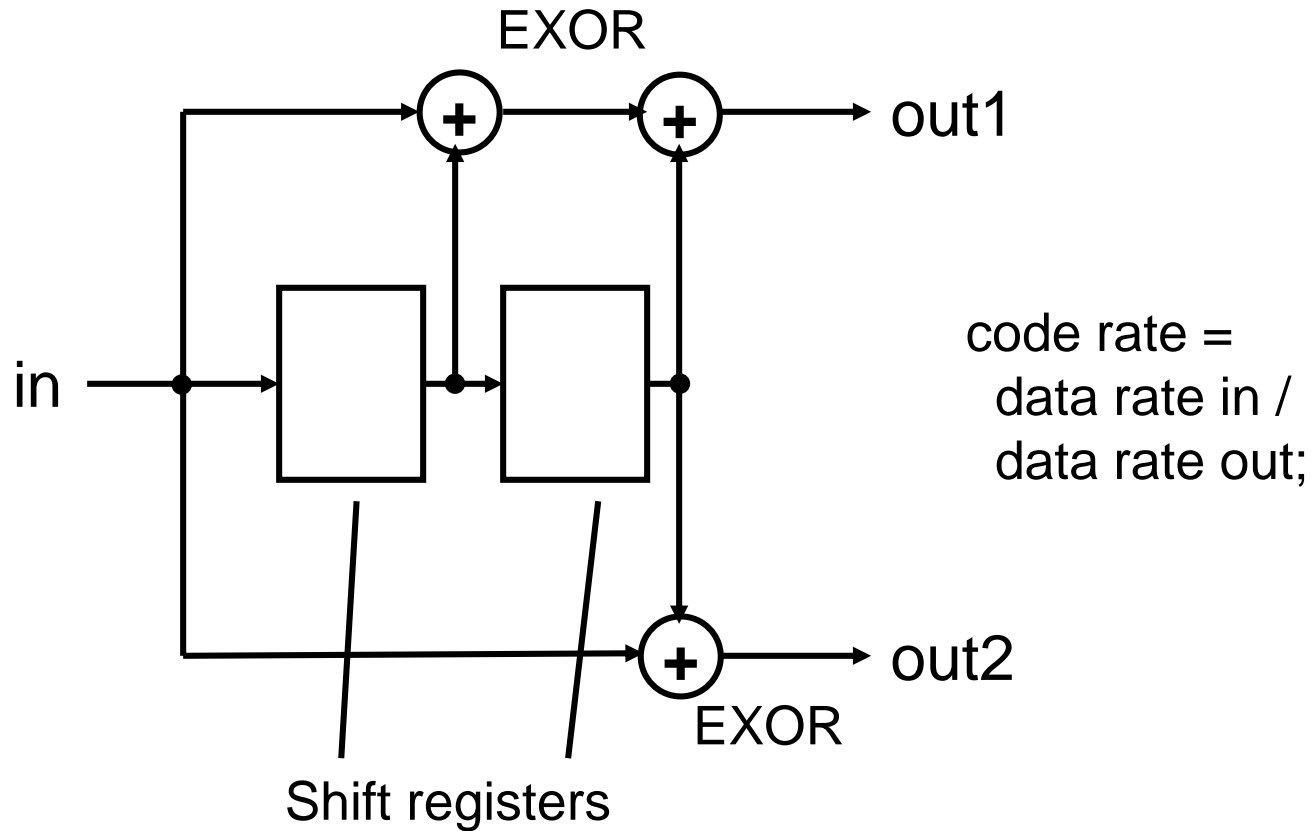 EXOR
+
+
out1
in
code rate =
data rate in /
data rate out;
+
out2
EXOR
Shift registers